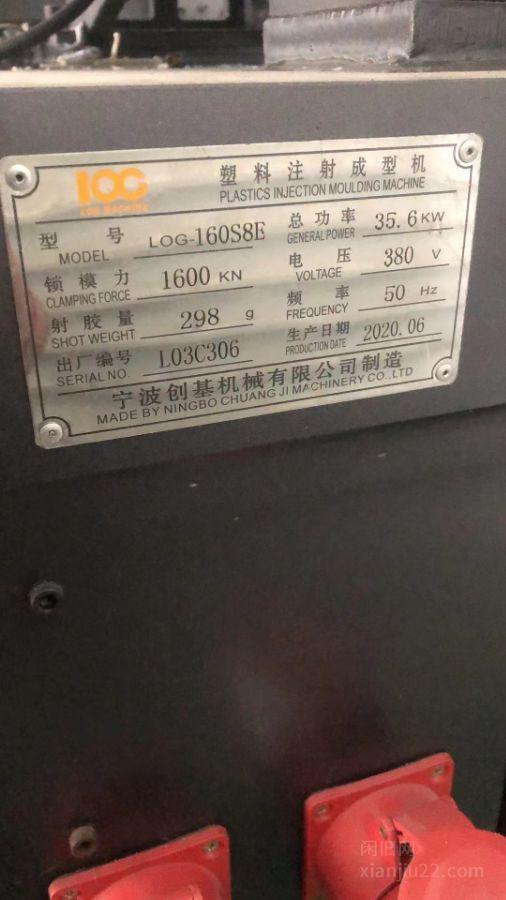 LOG
LOG MACHINE
塑料注射成型机
PLASTICS INJECTION MOULDING MACHINE
型号 LOG-160S8E 总功率 35.6 KW
MODEL GENERAL POWER
锁模力 1600 KN 电压 380 V
CLAMPING FORCE VOLTAGE
射胶量 298 g 频率 50 Hz
SHOT WEIGHT FREQUENCY
出厂编号 L03C306 生产日期 2020.06
SERIAL NO. PRODUCTION DATE
宁波创基机械有限公司制造
MADE BY NINGBO CHUANG JI MACHINERY CO.,LTD
闲旧网
xianjiu22.com